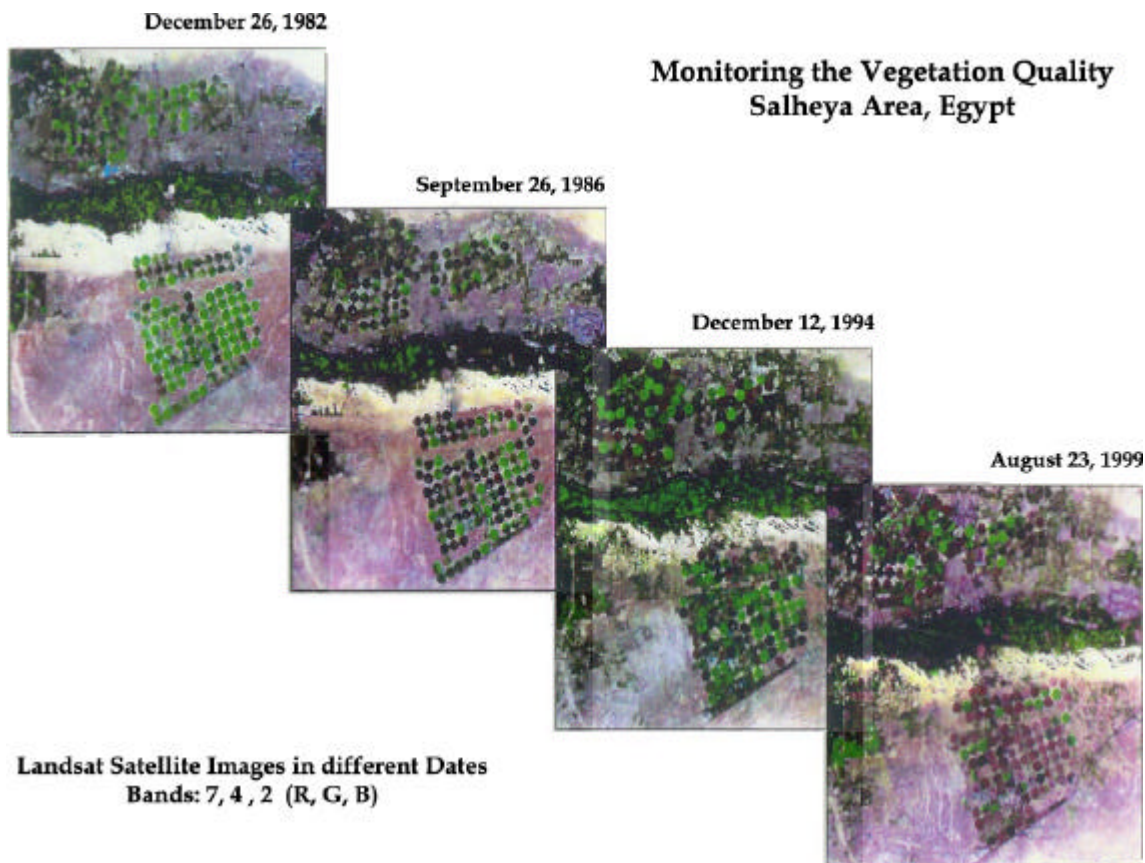 December 26, 1982
Monitoring the Vegetation Quality
Salheya Area, Egypt
September 26, 1986
December 12, 1994
August 23, 1999
Landsat Satellite Images in different Dates
Bands: 7, 4 , 2 (R, G, B)